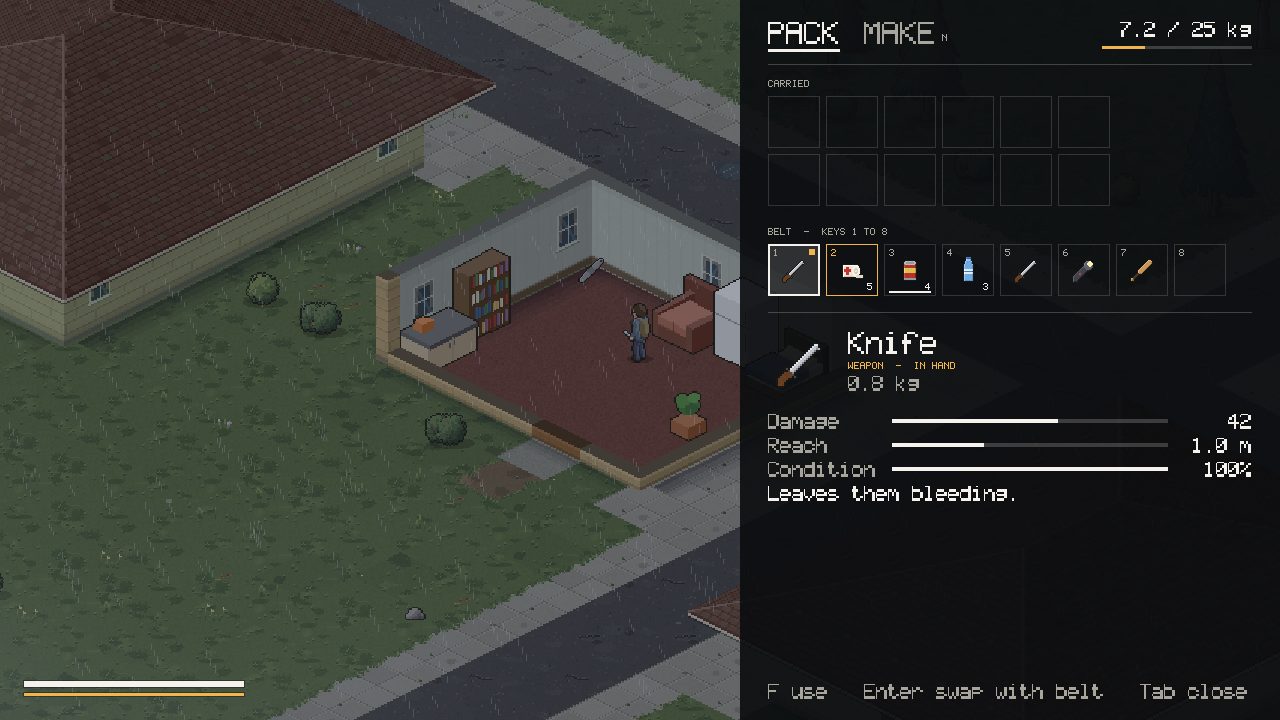 PACK MAKE N 7.2 / 25 kg
CARRIED
BELT - KEYS 1 TO 8
1 2 3 4 5 6 7 8
5 4 3
Knife
WEAPON - IN HAND
0.8 kg
Damage 42
Reach 1.0 m
Condition 100%
Leaves them bleeding.
F use Enter swap with belt Tab close